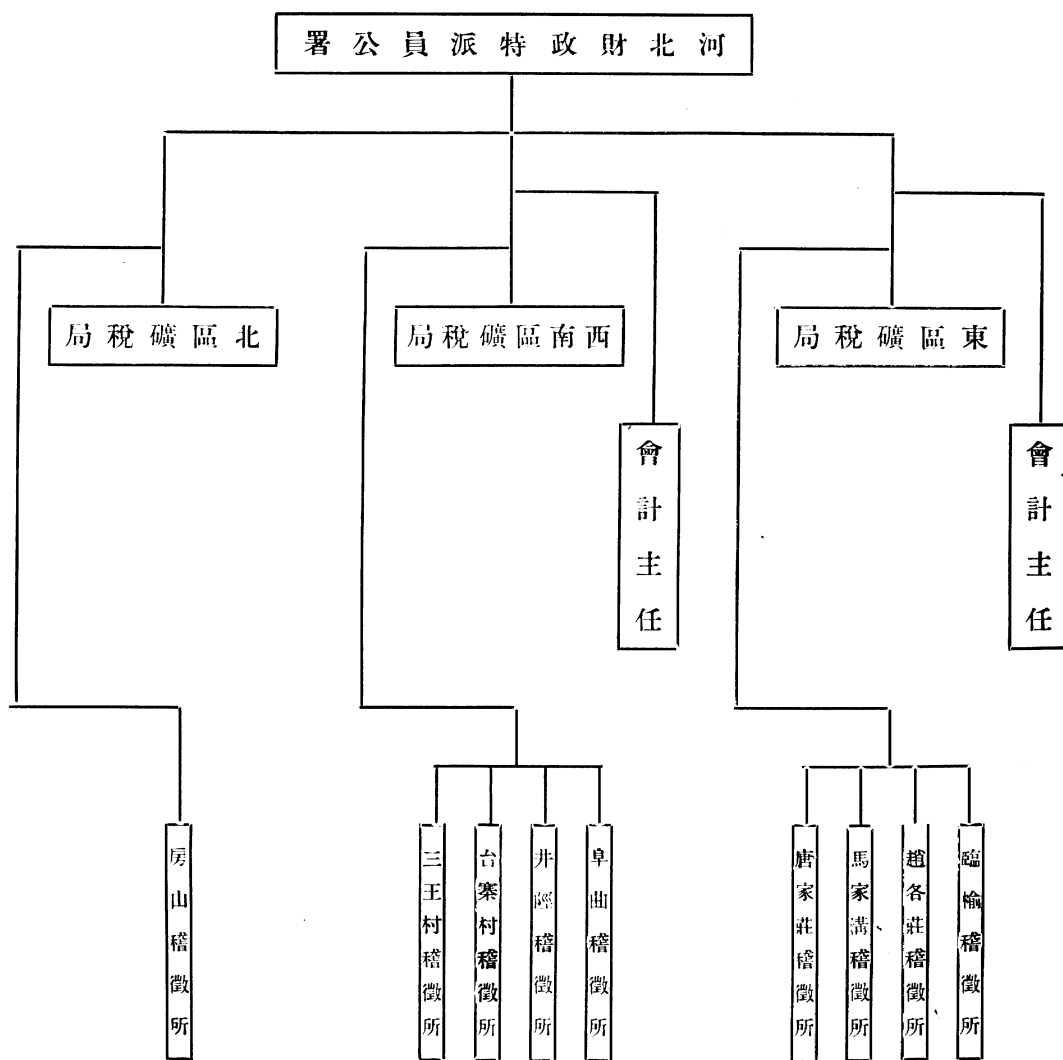 河北財政特派員公署
東區礦稅局
西南區礦稅局
北區礦稅局
會計主任
會計主任
臨榆稽徵所
趙各莊稽徵所
馬家溝稽徵所
唐家莊稽徵所
阜曲稽徵所
井陘稽徵所
台寨村稽徵所
三王村稽徵所
房山稽徵所